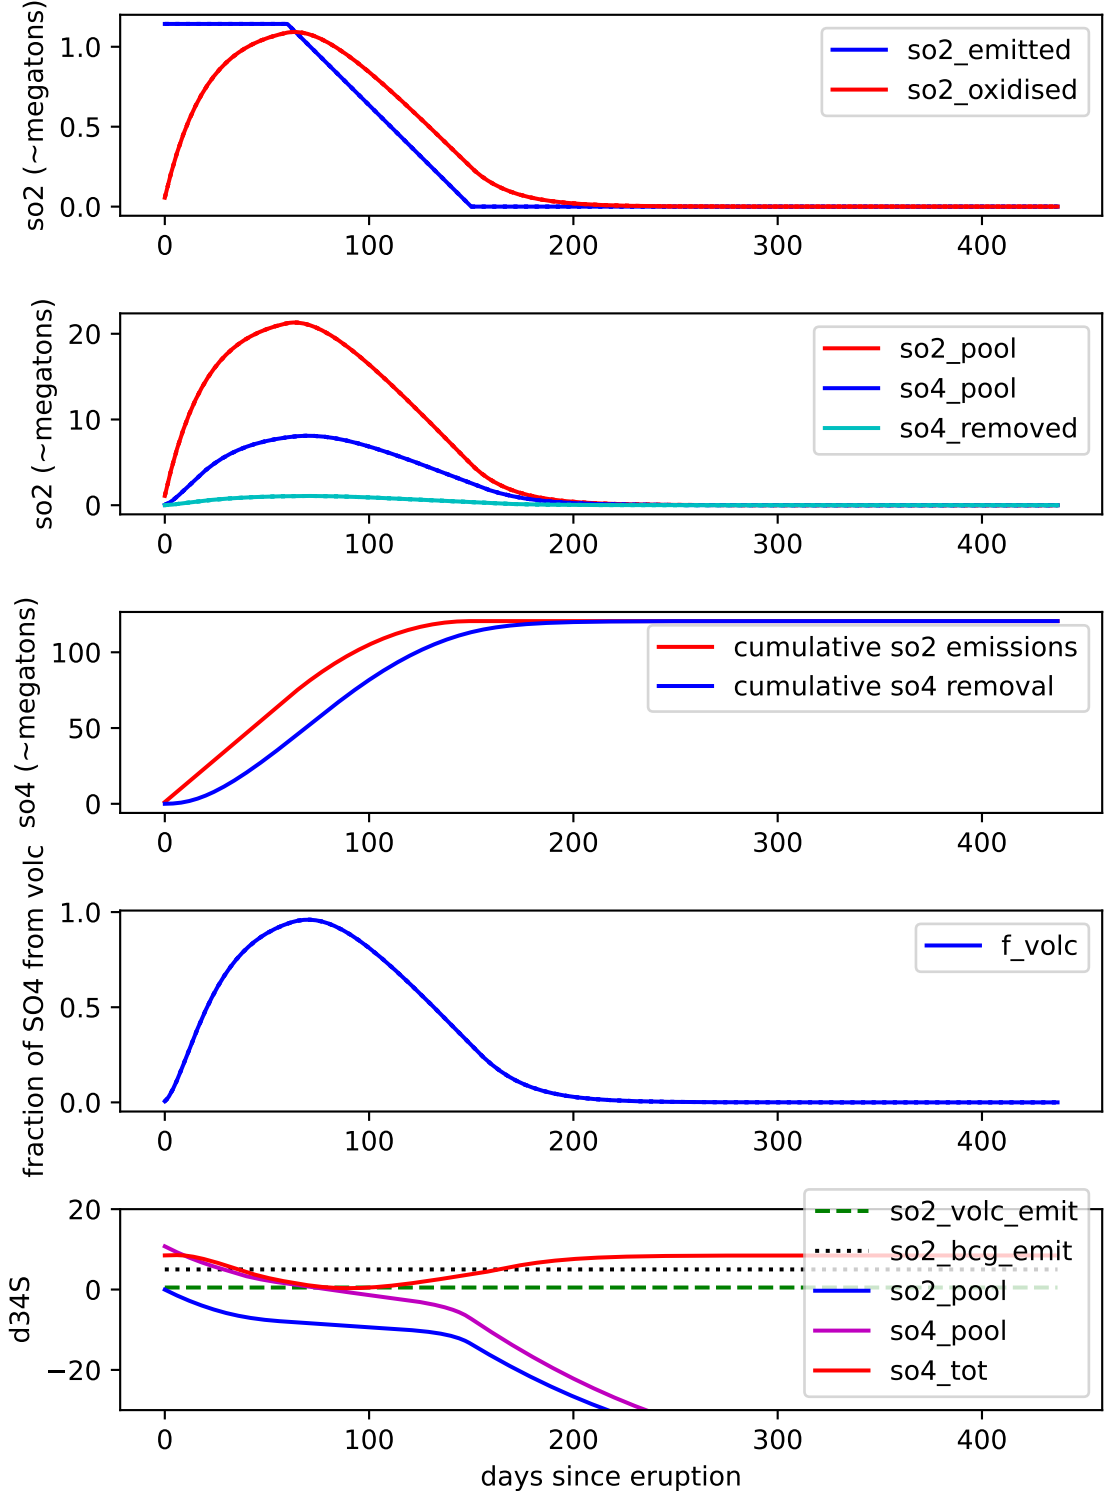 so2 (~megatons)
1.0
0.5
0.0
so2_emitted
so2_oxidised
0 100 200 300 400
so2 (~megatons)
20
10
0
so2_pool
so4_pool
so4_removed
0 100 200 300 400
so4 (~megatons)
100
50
0
cumulative so2 emissions
cumulative so4 removal
0 100 200 300 400
fraction of SO4 from volc
1.0
0.5
0.0
f_volc
0 100 200 300 400
d34S
20
0
−20
so2_volc_emit
so2_bcg_emit
so2_pool
so4_pool
so4_tot
0 100 200 300 400
days since eruption